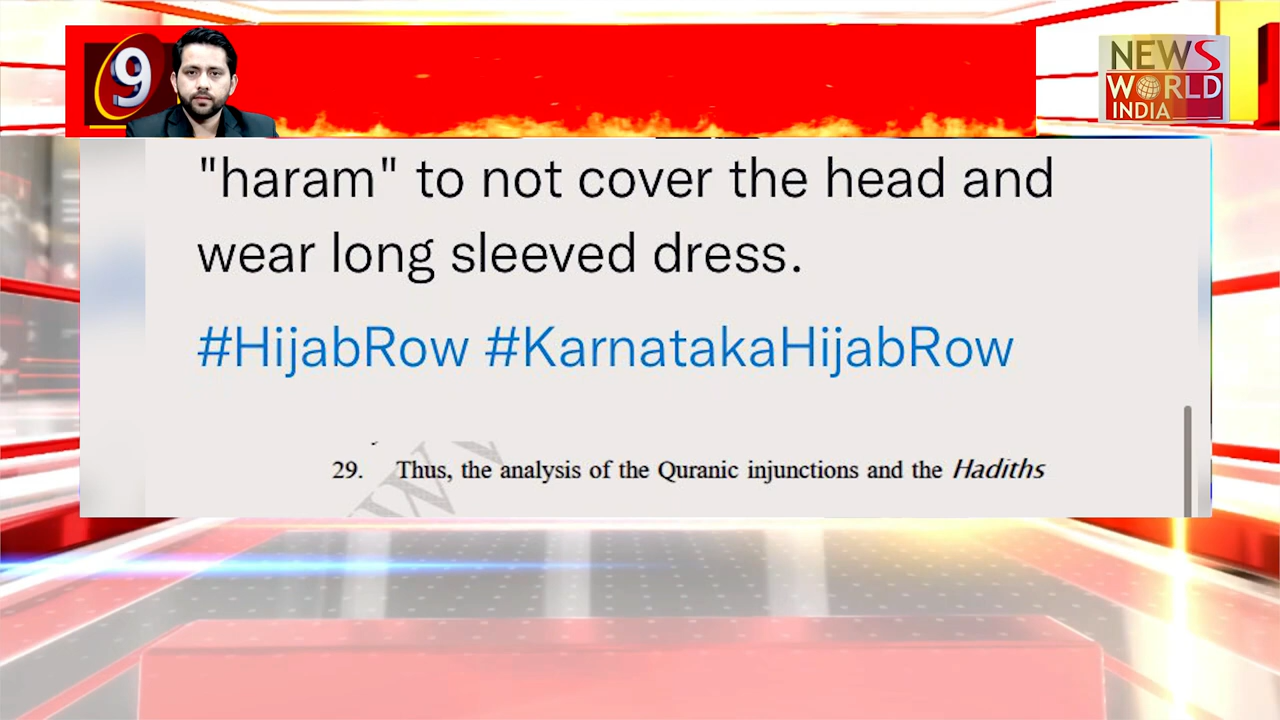 9
NEWS
WORLD
INDIA
"haram" to not cover the head and
wear long sleeved dress.
#HijabRow #KarnatakaHijabRow
29. Thus, the analysis of the Quranic injunctions and the Hadiths